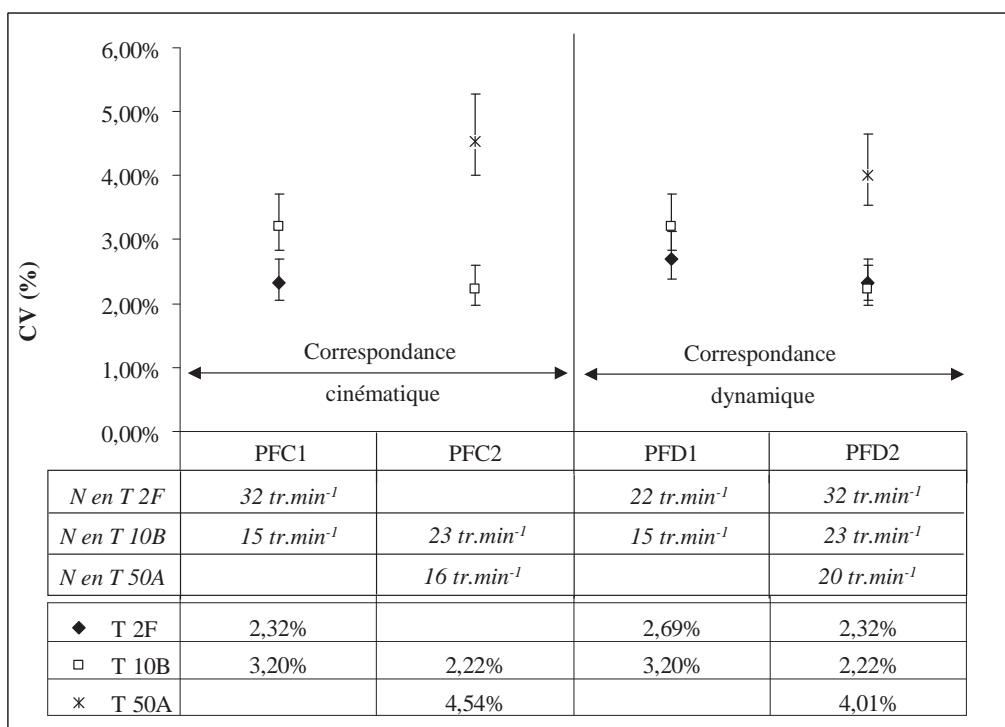 6,00%
5,00%
4,00%
3,00%
2,00%
1,00%
0,00%
CV (%)
Correspondance
cinématique
Correspondance
dynamique
PFC1 PFC2 PFD1 PFD2
N en T 2F 32 tr.min⁻¹ 22 tr.min⁻¹ 32 tr.min⁻¹
N en T 10B 15 tr.min⁻¹ 23 tr.min⁻¹ 15 tr.min⁻¹ 23 tr.min⁻¹
N en T 50A 16 tr.min⁻¹ 20 tr.min⁻¹
T 2F 2,32% 2,69% 2,32%
T 10B 3,20% 2,22% 3,20% 2,22%
T 50A 4,54% 4,01%